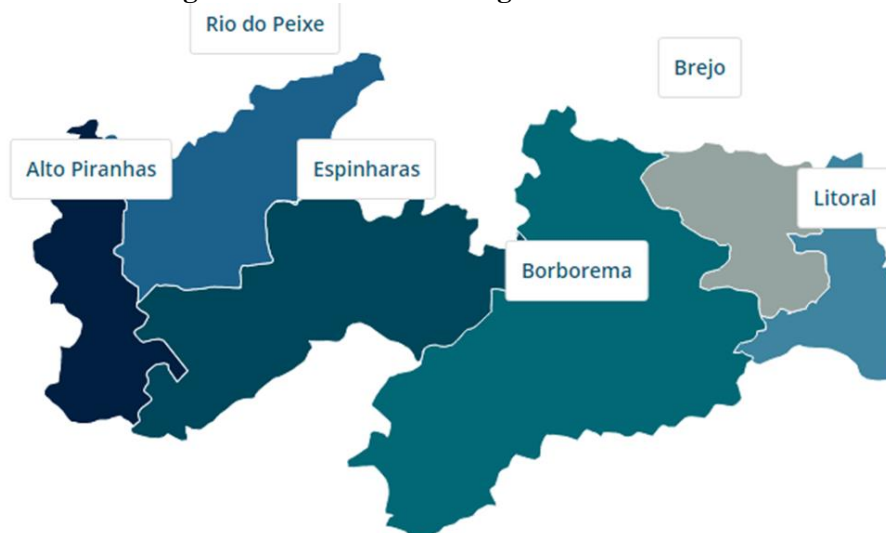 Rio do Peixe
Brejo
Alto Piranhas
Espinharas
Litoral
Borborema